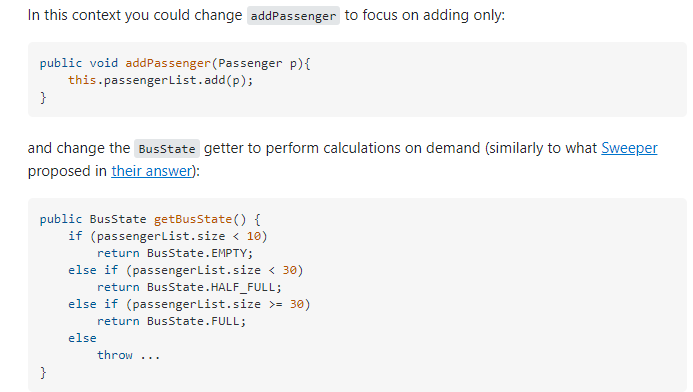 In this context you could change addPassenger to focus on adding only:
public void addPassenger(Passenger p){
    this.passengerList.add(p);
}
and change the BusState getter to perform calculations on demand (similarly to what Sweeper
proposed in their answer):
public BusState getBusState() {
    if (passengerList.size < 10)
        return BusState.EMPTY;
    else if (passengerList.size < 30)
        return BusState.HALF_FULL;
    else if (passengerList.size >= 30)
        return BusState.FULL;
    else
        throw ...
}